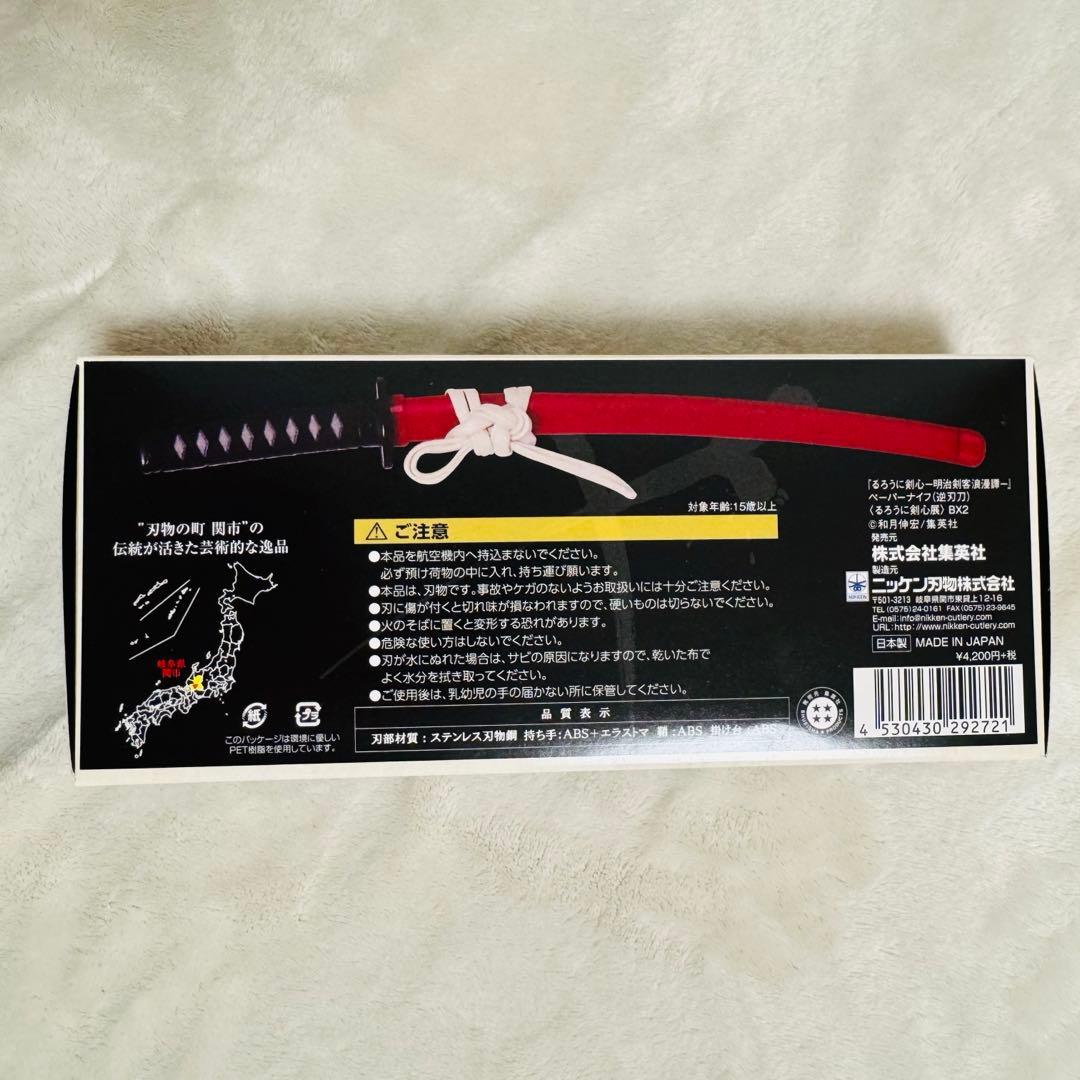 対象年齢:15歳以上
"刃物の町 関市"の
伝統が活きた芸術的な逸品
岐阜県
関市
紙
プラ
このパッケージは環境に優しい
PET樹脂を使用しています。
ご注意
●本品を航空機内へ持込まないでください。
必ず預け荷物の中に入れ、持ち運び願います。
●本品は、刃物です。事故やケガのないようお取扱いには十分ご注意ください。
●刃に傷が付くと切れ味が損なわれますので、硬いものは切らないでください。
●火のそばに置くと変形する恐れがあります。
●危険な使い方はしないでください。
●刃が水にぬれた場合は、サビの原因になりますので、乾いた布で
よく水分を拭き取ってください。
●ご使用後は、乳幼児の手の届かない所に保管してください。
品質表示
刃部材質:ステンレス刃物鋼 持ち手:ABS+エラストマ 鞘:ABS 掛け台:ABS
『るろうに剣心ー明治剣客浪漫譚ー』
ペーパーナイフ(逆刃刀)
〈るろうに剣心展〉BX2
©和月伸宏/集英社
発売元
株式会社集英社
製造元
NIKKEN
ニッケン刃物株式会社
〒501-3213 岐阜県関市東貸上12-16
TEL (0575)24-0161 FAX(0575)23-9645
E-mail:info@nikken-cutlery.com
URL:http://www.nikken-cutlery.com
日本製 MADE IN JAPAN
¥4,200円+税
4 530430 292721